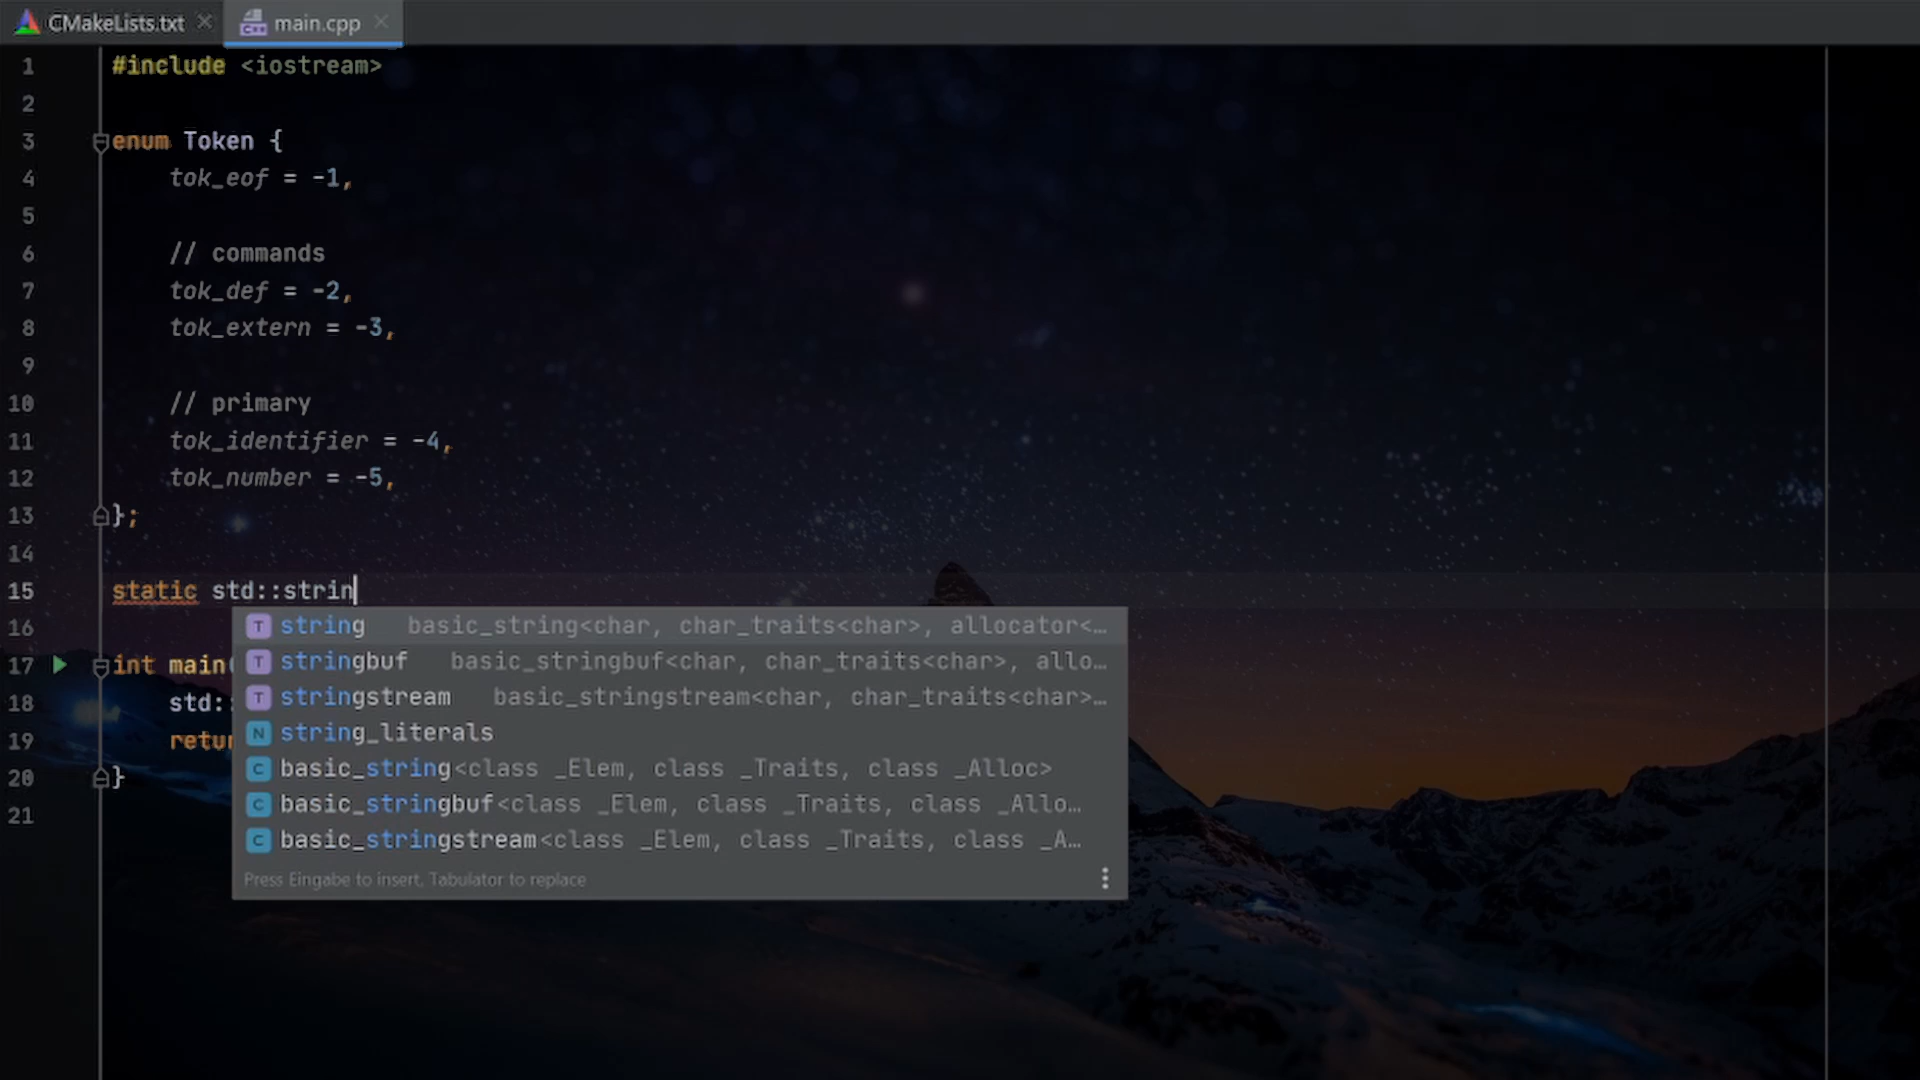 CMakeLists.txt main.cpp
1 #include <iostream>
2
3 enum Token {
4 tok_eof = -1,
5
6 // commands
7 tok_def = -2,
8 tok_extern = -3,
9
10 // primary
11 tok_identifier = -4,
12 tok_number = -5,
13 };
14
15 static std::strin
16
string basic_string<char, char_traits<char>, allocator<…
17 int main(
stringbuf basic_stringbuf<char, char_traits<char>, allo…
18 std:
stringstream basic_stringstream<char, char_traits<char>…
19 retur
string_literals
20 }
basic_string<class _Elem, class _Traits, class _Alloc>
21
basic_stringbuf<class _Elem, class _Traits, class _Allo…
basic_stringstream<class _Elem, class _Traits, class _A…
Press Eingabe to insert, Tabulator to replace